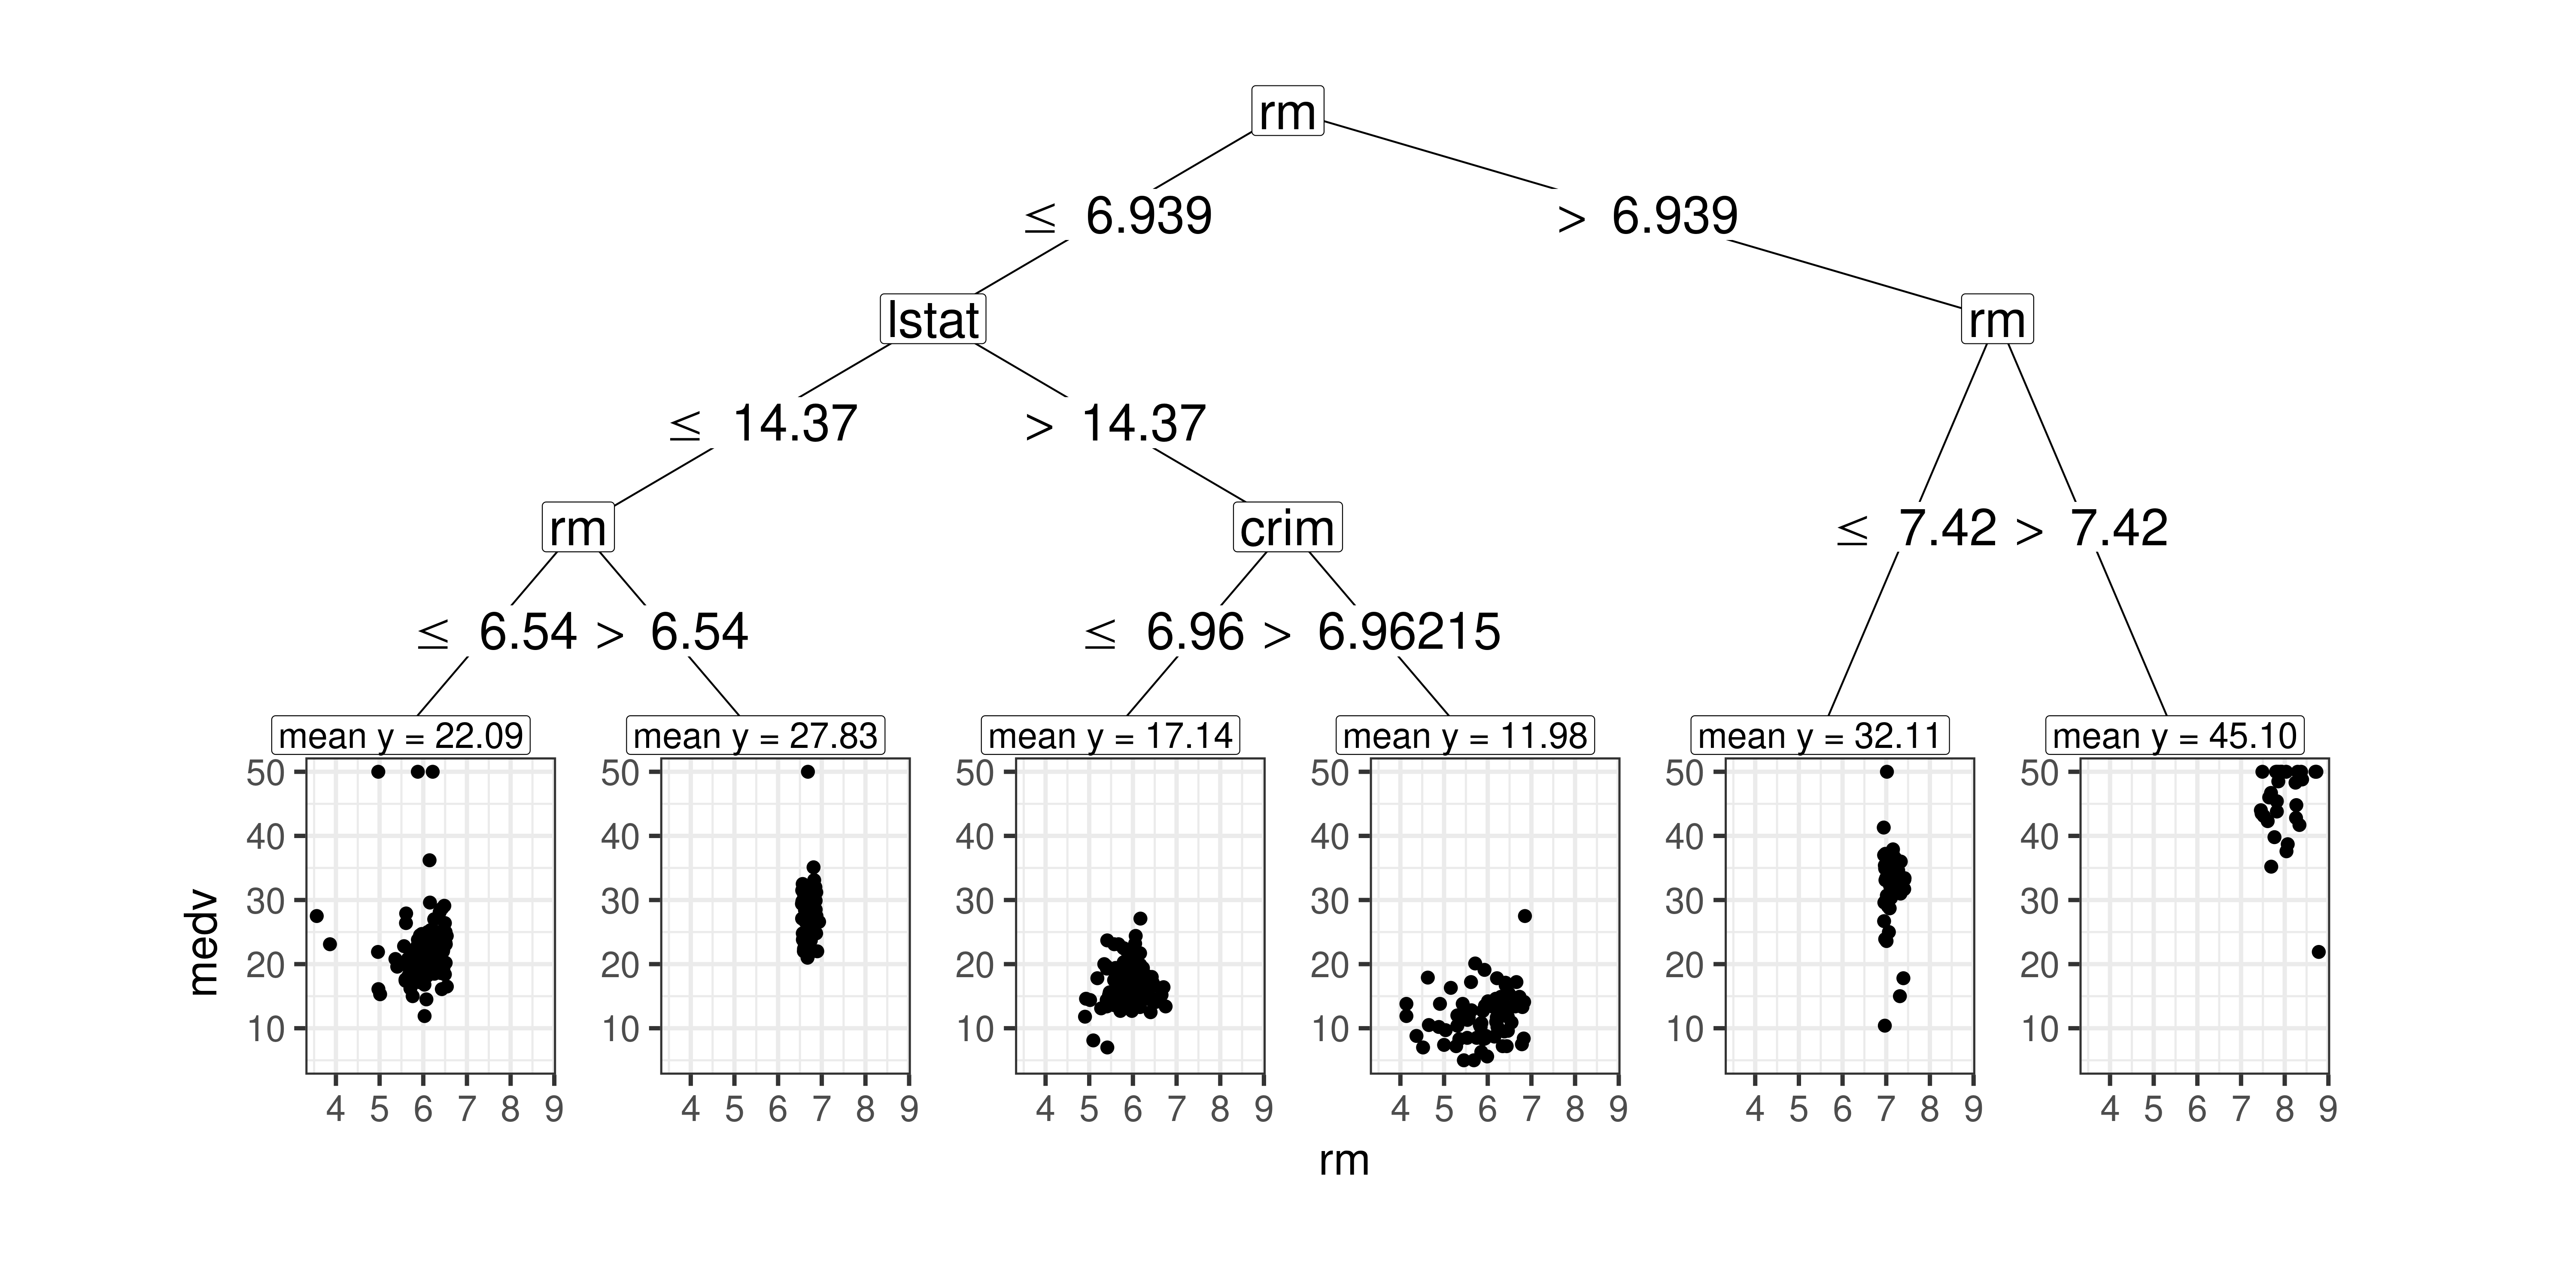 rm
≤ 6.939 > 6.939
lstat rm
≤ 14.37 > 14.37
rm crim ≤ 7.42 > 7.42
≤ 6.54 > 6.54 ≤ 6.96 > 6.96215
mean y = 22.09 mean y = 27.83 mean y = 17.14 mean y = 11.98 mean y = 32.11 mean y = 45.10
50 50 50 50 50 50
40 40 40 40 40 40
30 30 30 30 30 30
20 20 20 20 20 20
10 10 10 10 10 10
medv
4 5 6 7 8 9 4 5 6 7 8 9 4 5 6 7 8 9 4 5 6 7 8 9 4 5 6 7 8 9 4 5 6 7 8 9
rm